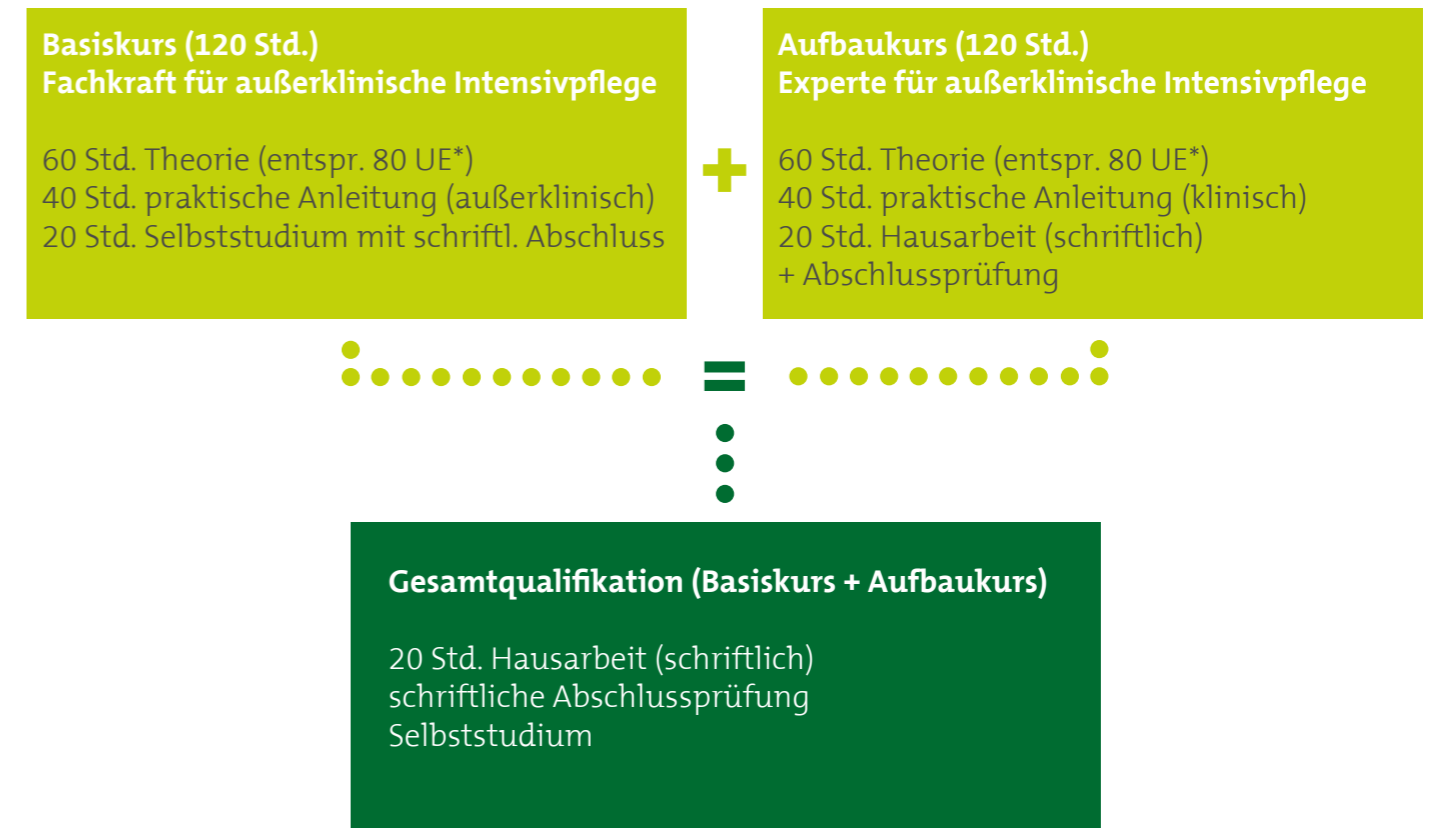 Basiskurs (120 Std.)
Fachkraft für außerklinische Intensivpflege
60 Std. Theorie (entspr. 80 UE*)
40 Std. praktische Anleitung (außerklinisch)
20 Std. Selbststudium mit schriftl. Abschluss
+
Aufbaukurs (120 Std.)
Experte für außerklinische Intensivpflege
60 Std. Theorie (entspr. 80 UE*)
40 Std. praktische Anleitung (klinisch)
20 Std. Hausarbeit (schriftlich)
+ Abschlussprüfung
=
Gesamtqualifikation (Basiskurs + Aufbaukurs)
20 Std. Hausarbeit (schriftlich)
schriftliche Abschlussprüfung
Selbststudium